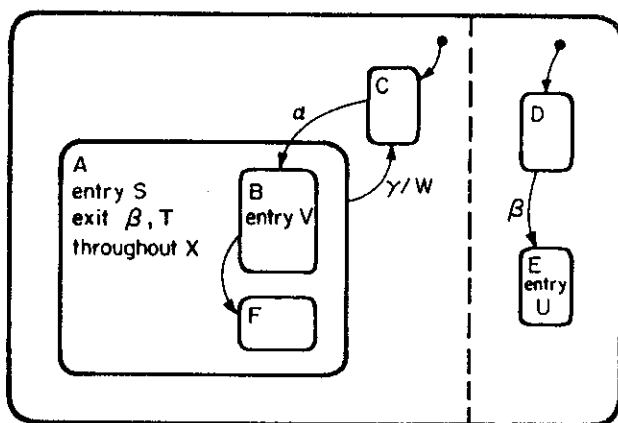 C
D
α
A
entry S
exit β, T
throughout X
B
entry V
γ/W
β
E
entry
U
F